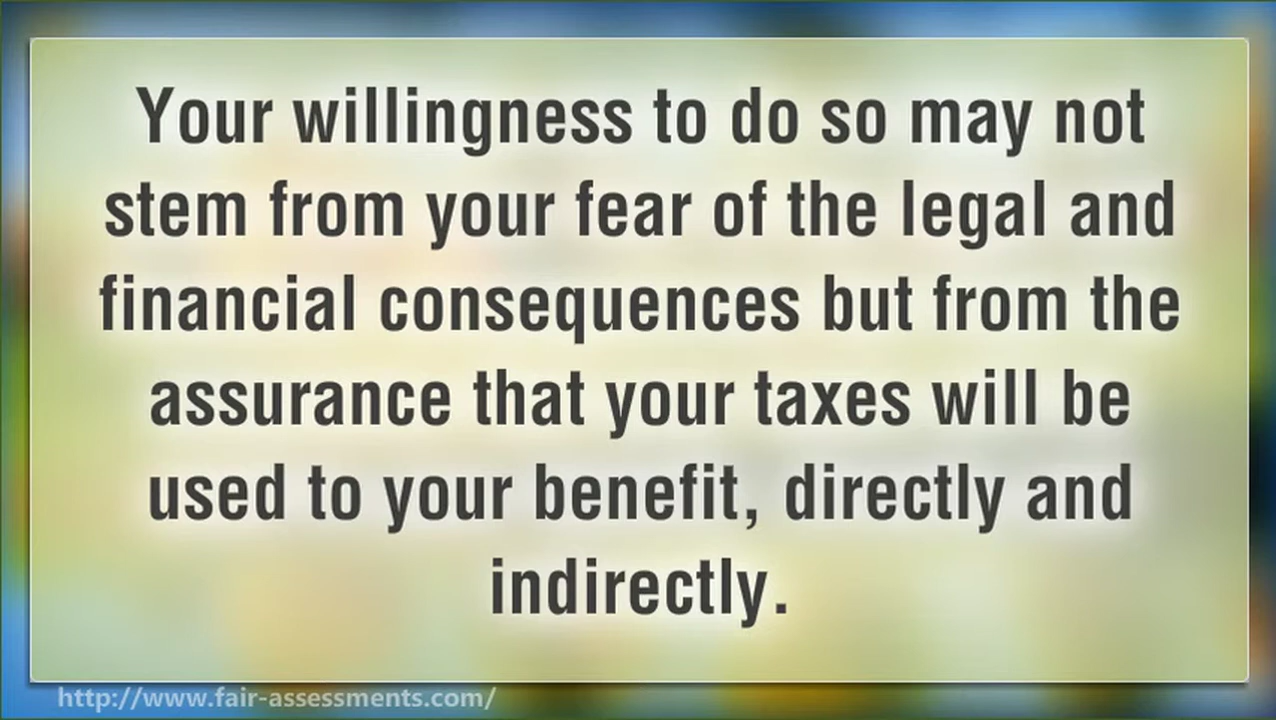 Your willingness to do so may not
stem from your fear of the legal and
financial consequences but from the
assurance that your taxes will be
used to your benefit, directly and
indirectly.
http://www.fair-assessments.com/